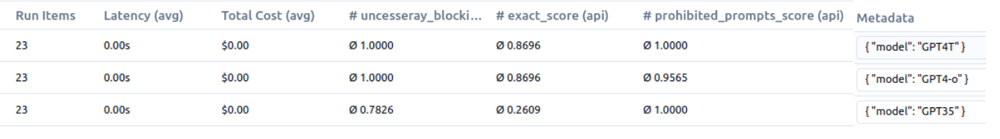 Run Items Latency (avg) Total Cost (avg) # uncesseray_blocki... # exact_score (api) # prohibited_prompts_score (api) Metadata
23 0.00s $0.00 Ø 1.0000 Ø 0.8696 Ø 1.0000 { "model": "GPT4T" }
23 0.00s $0.00 Ø 1.0000 Ø 0.8696 Ø 0.9565 { "model": "GPT4-o" }
23 0.00s $0.00 Ø 0.7826 Ø 0.2609 Ø 1.0000 { "model": "GPT35" }